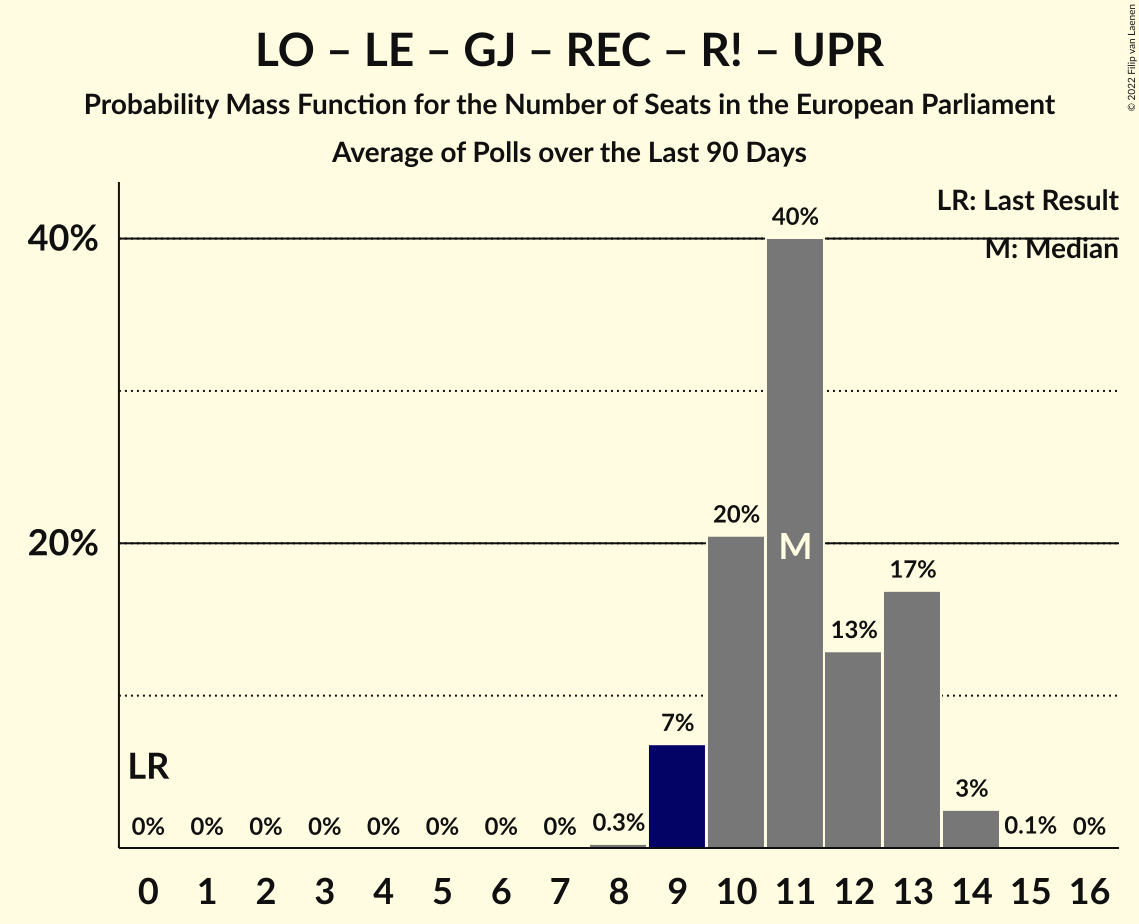 LO – LE – GJ – REC – R! – UPR
Probability Mass Function for the Number of Seats in the European Parliament
Average of Polls over the Last 90 Days
© 2022 Filip van Laenen
LR: Last Result
M: Median
40%
20%
LR
M
0% 0% 0% 0% 0% 0% 0% 0% 0.3% 7% 20% 40% 13% 17% 3% 0.1% 0%
0 1 2 3 4 5 6 7 8 9 10 11 12 13 14 15 16